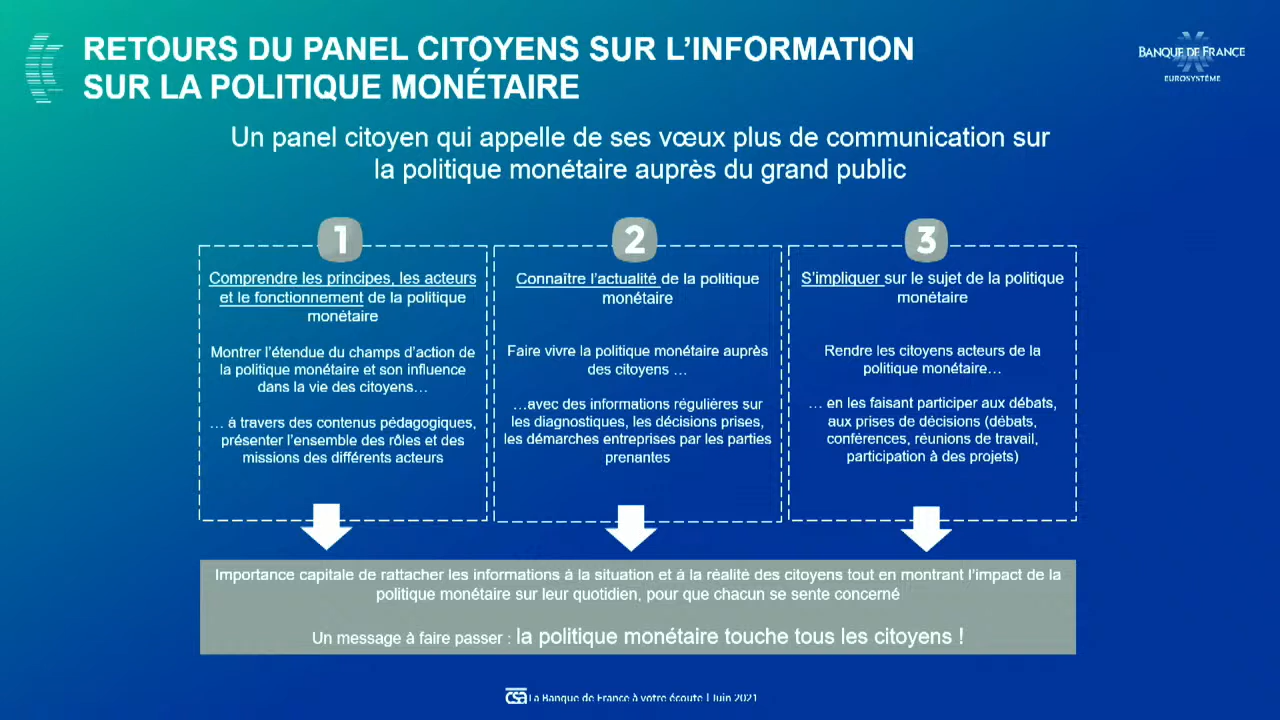 RETOURS DU PANEL CITOYENS SUR L'INFORMATION
SUR LA POLITIQUE MONÉTAIRE
BANQUE DE FRANCE
EUROSYSTÈME
Un panel citoyen qui appelle de ses vœux plus de communication sur
la politique monétaire auprès du grand public
1
Comprendre les principes, les acteurs
et le fonctionnement de la politique
monétaire
Montrer l'étendue du champs d'action de
la politique monétaire et son influence
dans la vie des citoyens…
… à travers des contenus pédagogiques,
présenter l'ensemble des rôles et des
missions des différents acteurs
2
Connaître l'actualité de la politique
monétaire
Faire vivre la politique monétaire auprès
des citoyens …
…avec des informations régulières sur
les diagnostiques, les décisions prises,
les démarches entreprises par les parties
prenantes
3
S'impliquer sur le sujet de la politique
monétaire
Rendre les citoyens acteurs de la
politique monétaire…
… en les faisant participer aux débats,
aux prises de décisions (débats,
conférences, réunions de travail,
participation à des projets)
Importance capitale de rattacher les informations à la situation et à la réalité des citoyens tout en montrant l'impact de la
politique monétaire sur leur quotidien, pour que chacun se sente concerné
Un message à faire passer : la politique monétaire touche tous les citoyens !
csa La Banque de France à votre écoute | Juin 2021